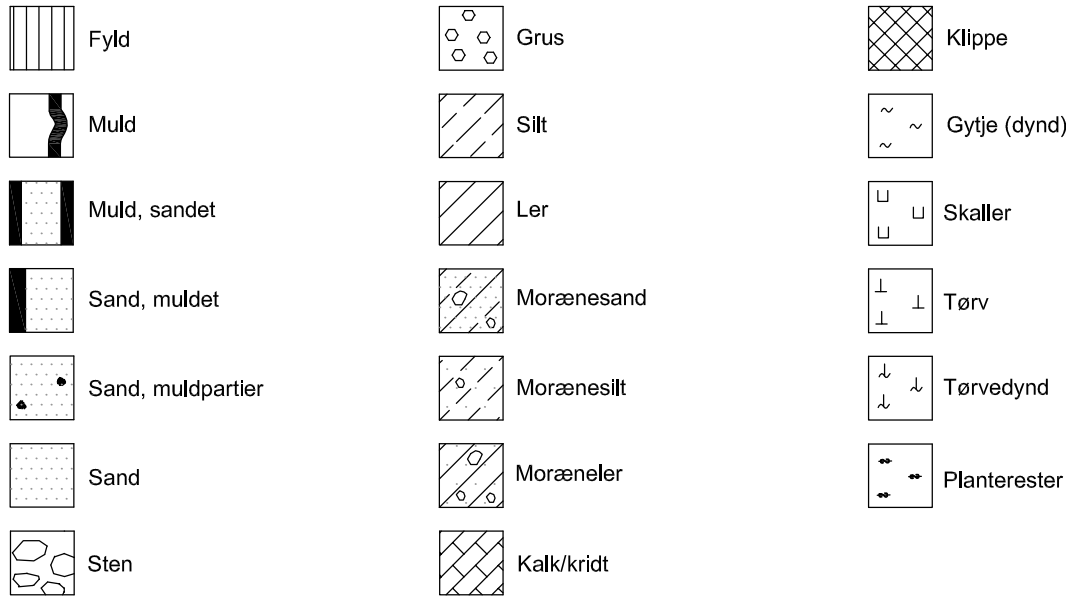 Fyld
Muld
Muld, sandet
Sand, muldet
Sand, muldpartier
Sand
Sten
Grus
Silt
Ler
Morænesand
Morænesilt
Moræneler
Kalk/kridt
Klippe
Gytje (dynd)
Skaller
Tørv
Tørvedynd
Planterester